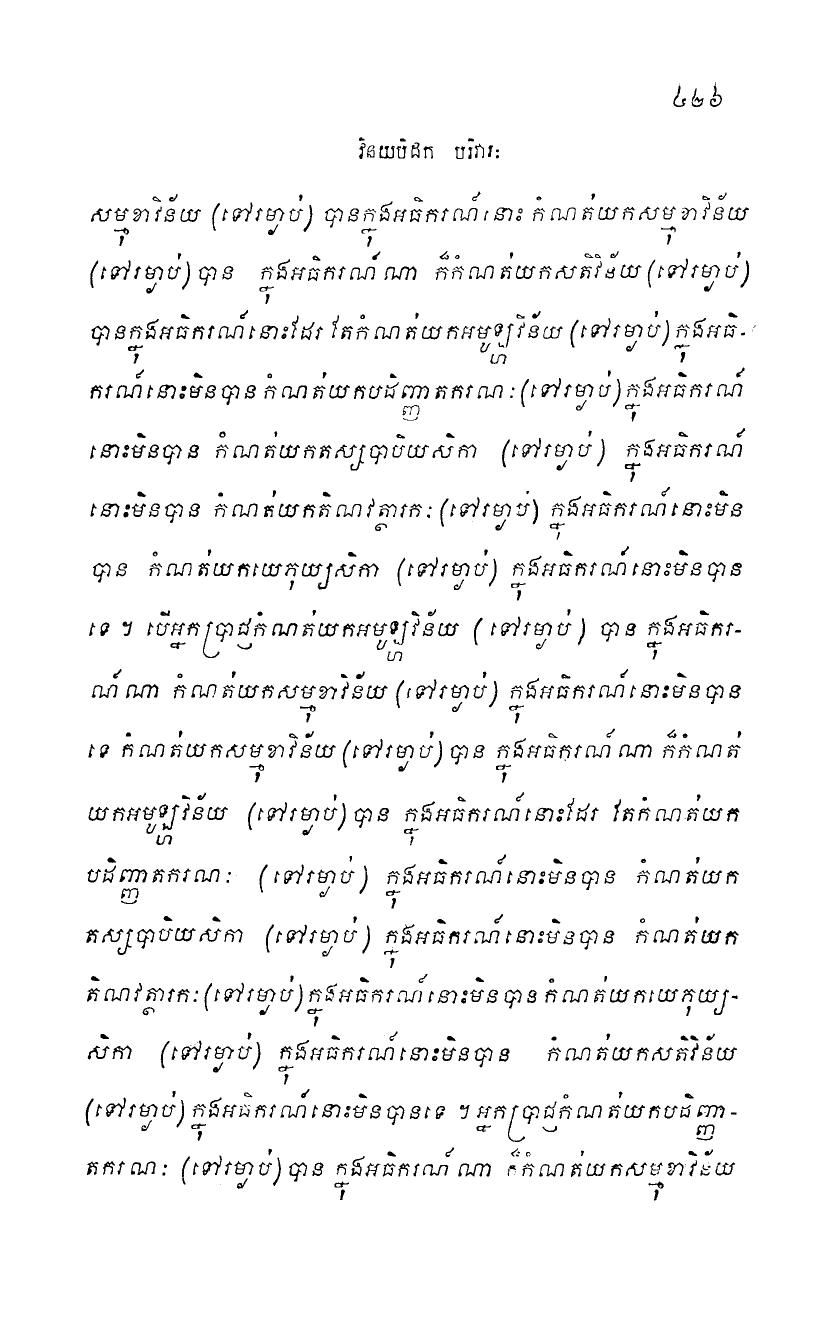 ៤២៦
វិនយបិដក បរិវារៈ
សម្មុខាវិន័យ (ទៅរម្ងាប់) បានក្នុងអធិករណ៍នោះ កំណត់យកសម្មុខាវិន័យ
(ទៅរម្ងាប់) បាន ក្នុងអធិករណ៍ណា ក៏កំណត់យកសតិវិន័យ (ទៅរម្ងាប់)
បានក្នុងអធិករណ៍នោះដែរ តែកំណត់យកអមូឡ្ហវិន័យ (ទៅរម្ងាប់) ក្នុងអធិ-
ករណ៍នោះមិនបាន កំណត់យកបដិញ្ញាតករណៈ (ទៅរម្ងាប់) ក្នុងអធិករណ៍
នោះមិនបាន កំណត់យកតស្សបាបិយសិកា (ទៅរម្ងាប់) ក្នុងអធិករណ៍
នោះមិនបាន កំណត់យកតិណវត្ថារកៈ (ទៅរម្ងាប់) ក្នុងអធិករណ៍នោះមិន
បាន កំណត់យកយេភុយ្យសិកា (ទៅរម្ងាប់) ក្នុងអធិករណ៍នោះមិនបាន
ទេ ។ បើអ្នកប្រាជ្ញកំណត់យកអមូឡ្ហវិន័យ (ទៅរម្ងាប់) បាន ក្នុងអធិករ-
ណ៍ណា កំណត់យកសម្មុខាវិន័យ (ទៅរម្ងាប់) ក្នុងអធិករណ៍នោះមិនបាន
ទេ កំណត់យកសម្មុខាវិន័យ (ទៅរម្ងាប់) បាន ក្នុងអធិករណ៍ណា ក៏កំណត់
យកអមូឡ្ហវិន័យ (ទៅរម្ងាប់) បាន ក្នុងអធិករណ៍នោះដែរ តែកំណត់យក
បដិញ្ញាតករណៈ (ទៅរម្ងាប់) ក្នុងអធិករណ៍នោះមិនបាន កំណត់យក
តស្សបាបិយសិកា (ទៅរម្ងាប់) ក្នុងអធិករណ៍នោះមិនបាន កំណត់យក
តិណវត្ថារកៈ (ទៅរម្ងាប់) ក្នុងអធិករណ៍នោះមិនបាន កំណត់យកយេភុយ្យ-
សិកា (ទៅរម្ងាប់) ក្នុងអធិករណ៍នោះមិនបាន កំណត់យកសតិវិន័យ
(ទៅរម្ងាប់) ក្នុងអធិករណ៍នោះមិនបានទេ ។ អ្នកប្រាជ្ញកំណត់យកបដិញ្ញា-
តករណៈ (ទៅរម្ងាប់) បាន ក្នុងអធិករណ៍ណា ក៏កំណត់យកសម្មុខាវិន័យ